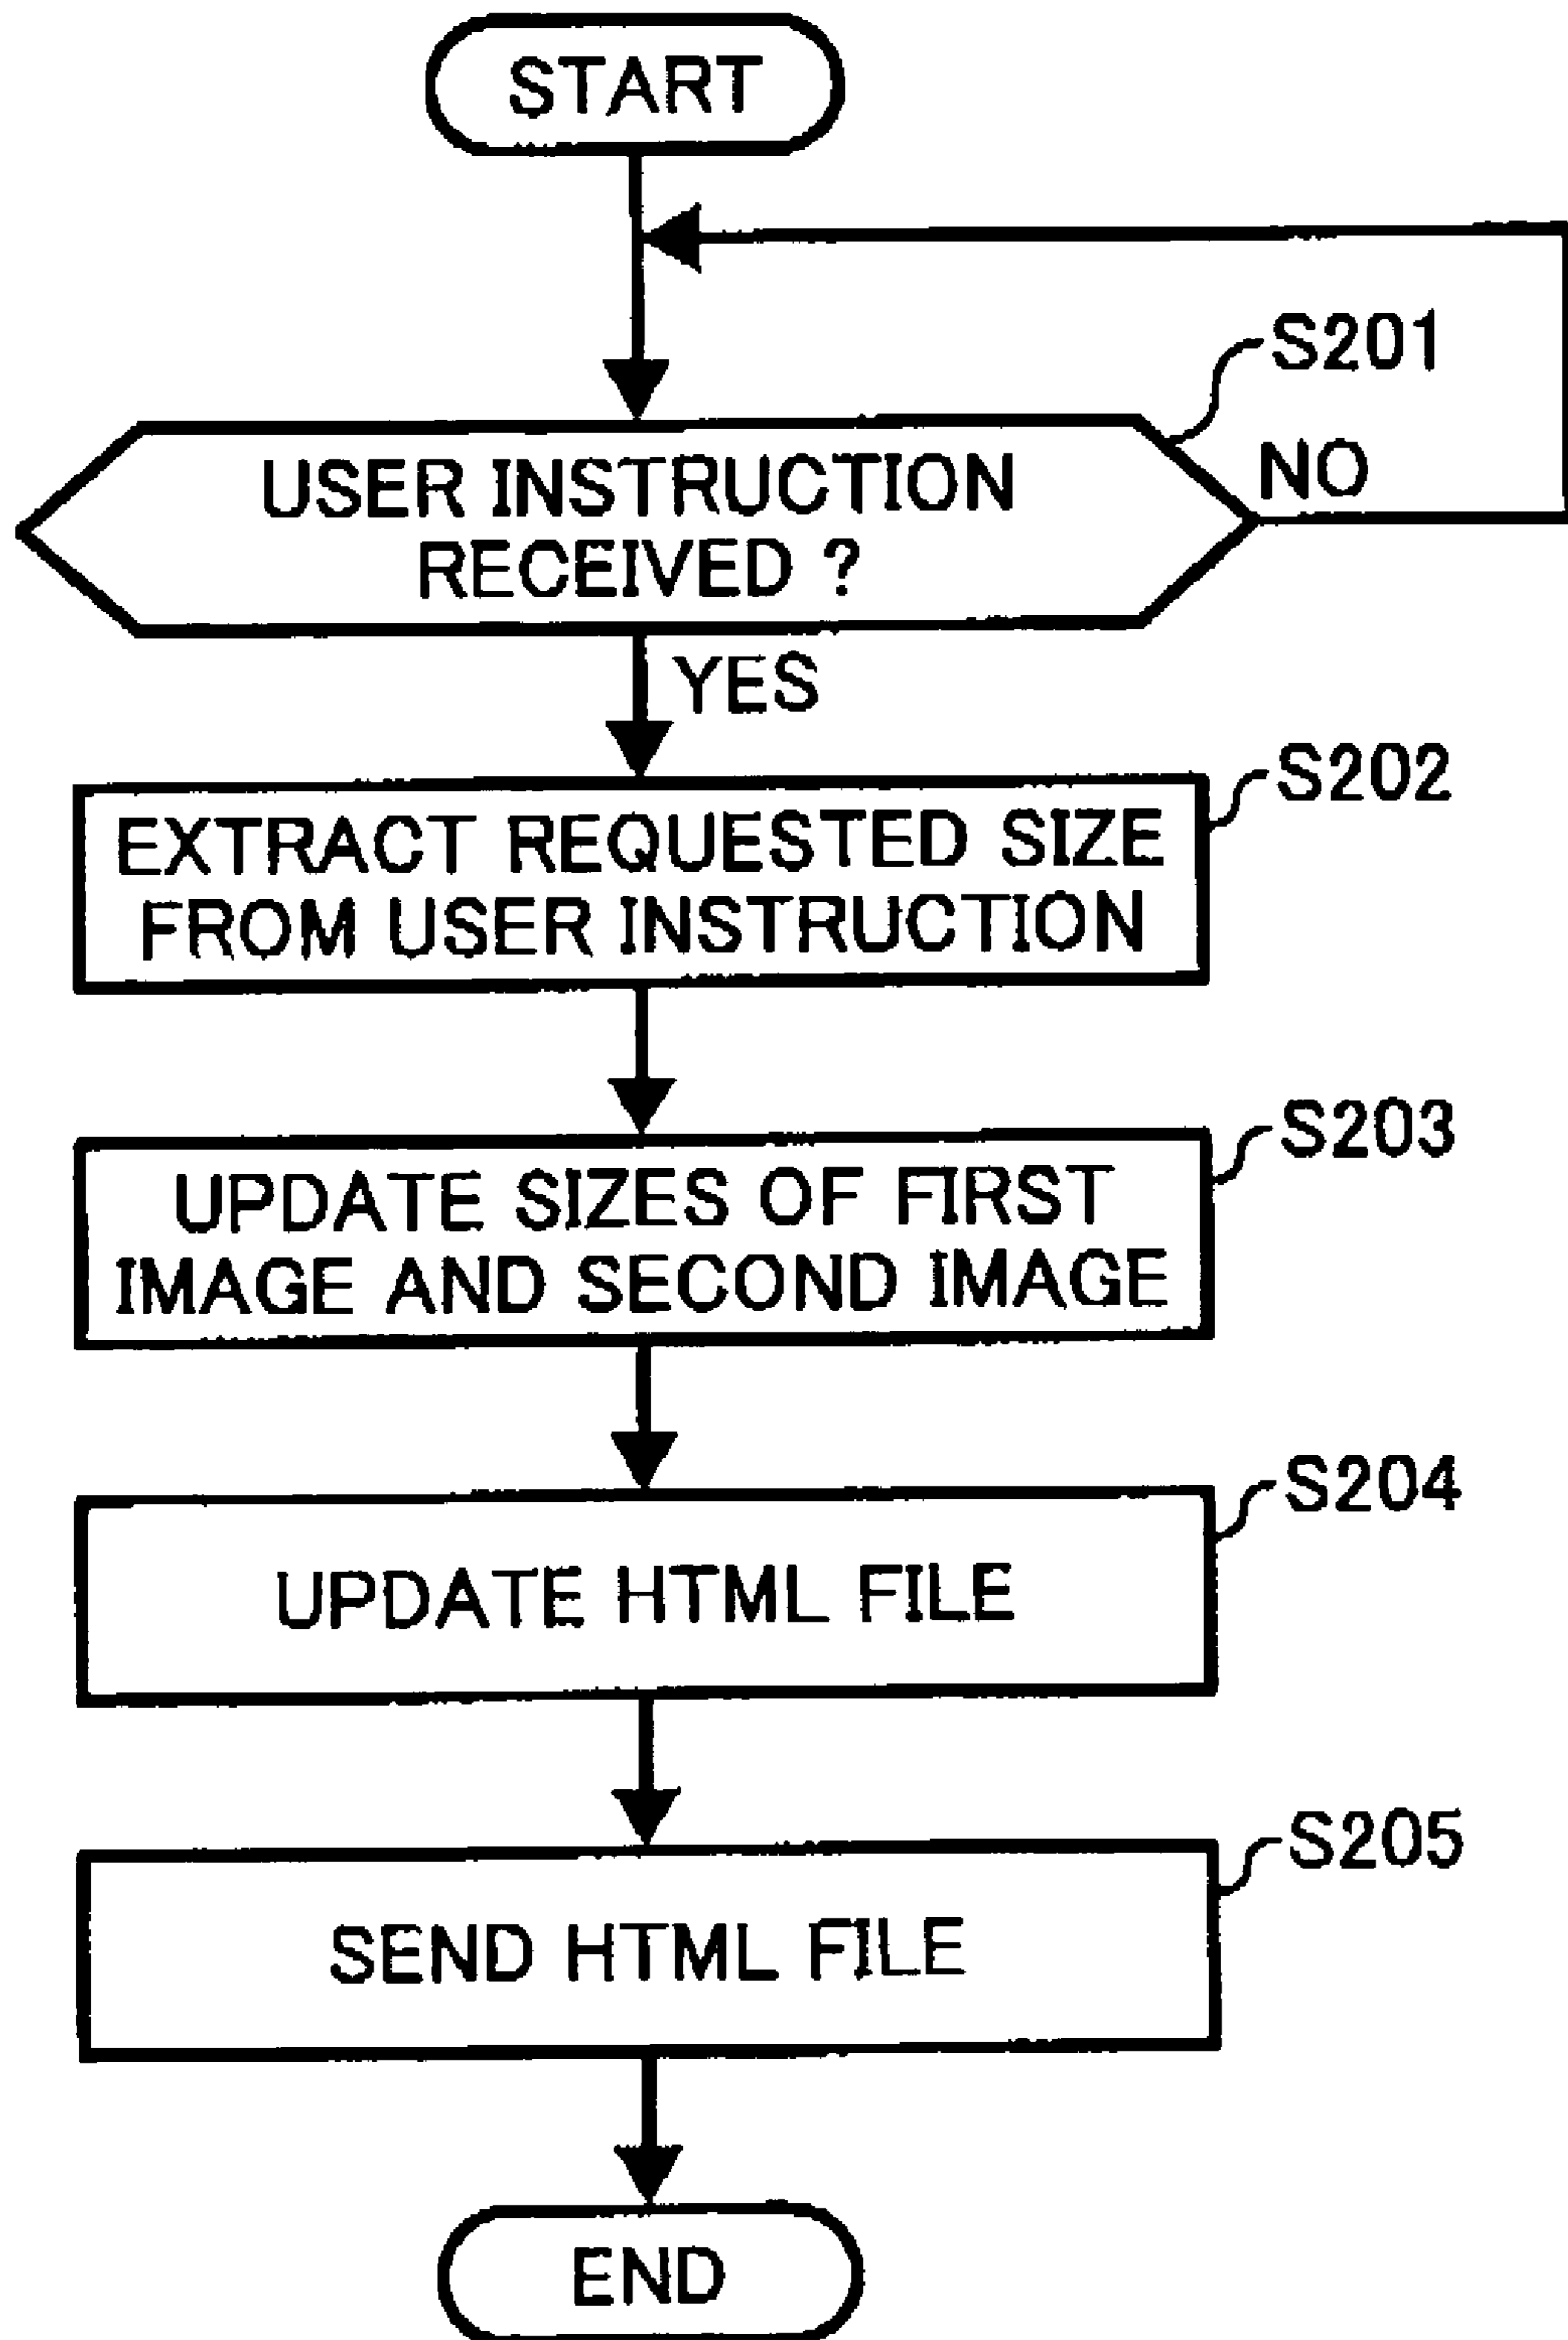 START
S201
USER INSTRUCTION
RECEIVED ?
NO
YES
S202
EXTRACT REQUESTED SIZE
FROM USER INSTRUCTION
S203
UPDATE SIZES OF FIRST
IMAGE AND SECOND IMAGE
S204
UPDATE HTML FILE
S205
SEND HTML FILE
END